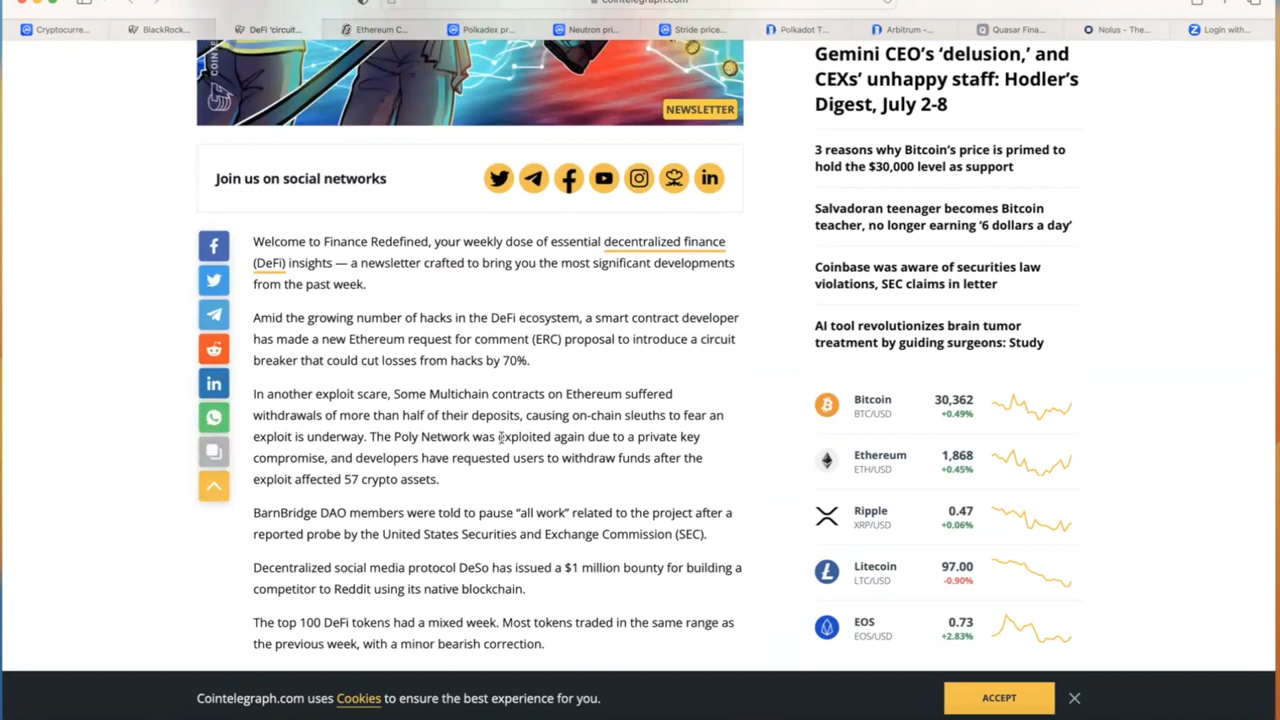 cointelegraph.com
Cryptocurre...
BlackRock...
DeFi 'circuit...
Ethereum C...
Polkadex pr...
Neutron pri...
Stride price...
Polkadot T...
Arbitrum -...
Quasar Fina...
Nolus - The...
Login with...
COIN
NEWSLETTER
Join us on social networks
Welcome to Finance Redefined, your weekly dose of essential decentralized finance
(DeFi) insights — a newsletter crafted to bring you the most significant developments
from the past week.
Amid the growing number of hacks in the DeFi ecosystem, a smart contract developer
has made a new Ethereum request for comment (ERC) proposal to introduce a circuit
breaker that could cut losses from hacks by 70%.
In another exploit scare, Some Multichain contracts on Ethereum suffered
withdrawals of more than half of their deposits, causing on-chain sleuths to fear an
exploit is underway. The Poly Network was exploited again due to a private key
compromise, and developers have requested users to withdraw funds after the
exploit affected 57 crypto assets.
BarnBridge DAO members were told to pause “all work” related to the project after a
reported probe by the United States Securities and Exchange Commission (SEC).
Decentralized social media protocol DeSo has issued a $1 million bounty for building a
competitor to Reddit using its native blockchain.
The top 100 DeFi tokens had a mixed week. Most tokens traded in the same range as
the previous week, with a minor bearish correction.
Gemini CEO’s ‘delusion,’ and
CEXs’ unhappy staff: Hodler’s
Digest, July 2-8
3 reasons why Bitcoin’s price is primed to
hold the $30,000 level as support
Salvadoran teenager becomes Bitcoin
teacher, no longer earning ‘6 dollars a day’
Coinbase was aware of securities law
violations, SEC claims in letter
AI tool revolutionizes brain tumor
treatment by guiding surgeons: Study
Bitcoin 30,362
BTC/USD +0.49%
Ethereum 1,868
ETH/USD +0.45%
Ripple 0.47
XRP/USD +0.06%
Litecoin 97.00
LTC/USD -0.90%
EOS 0.73
EOS/USD +2.83%
Cointelegraph.com uses Cookies to ensure the best experience for you.
ACCEPT